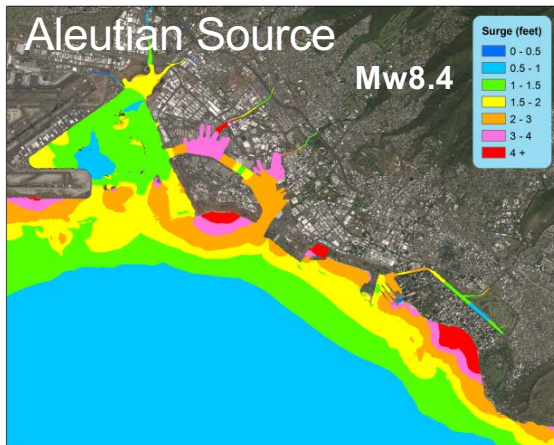 Aleutian Source
Mw8.4
Surge (feet)
0 - 0.5
0.5 - 1
1 - 1.5
1.5 - 2
2 - 3
3 - 4
4 +